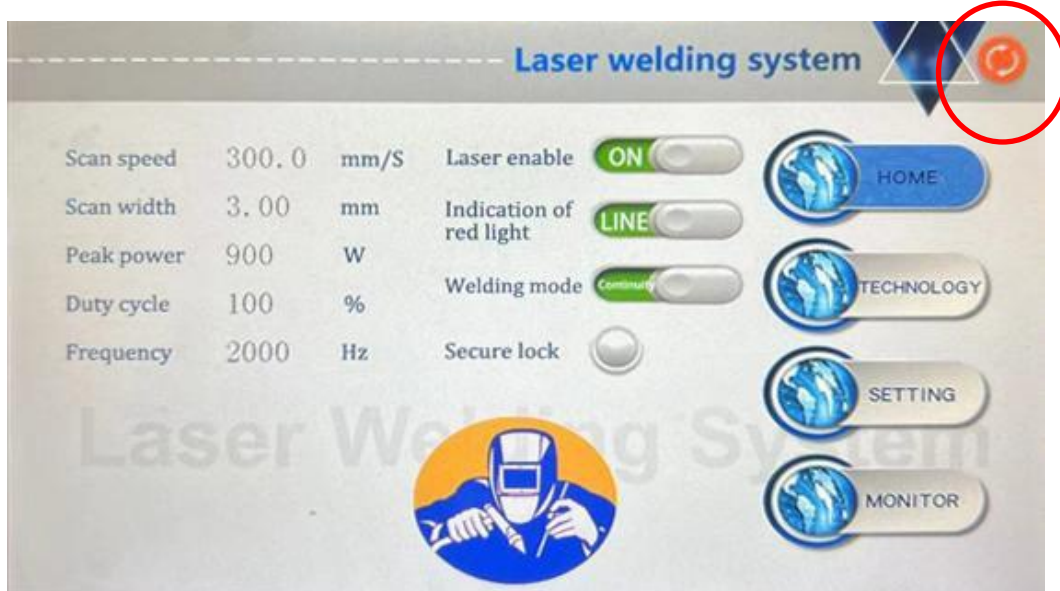 Laser welding system
Scan speed 300.0 mm/S
Scan width 3.00 mm
Peak power 900 W
Duty cycle 100 %
Frequency 2000 Hz
Laser enable ON
Indication of
red light LINE
Welding mode Continuity
Secure lock
HOME
TECHNOLOGY
SETTING
MONITOR
Laser Welding System